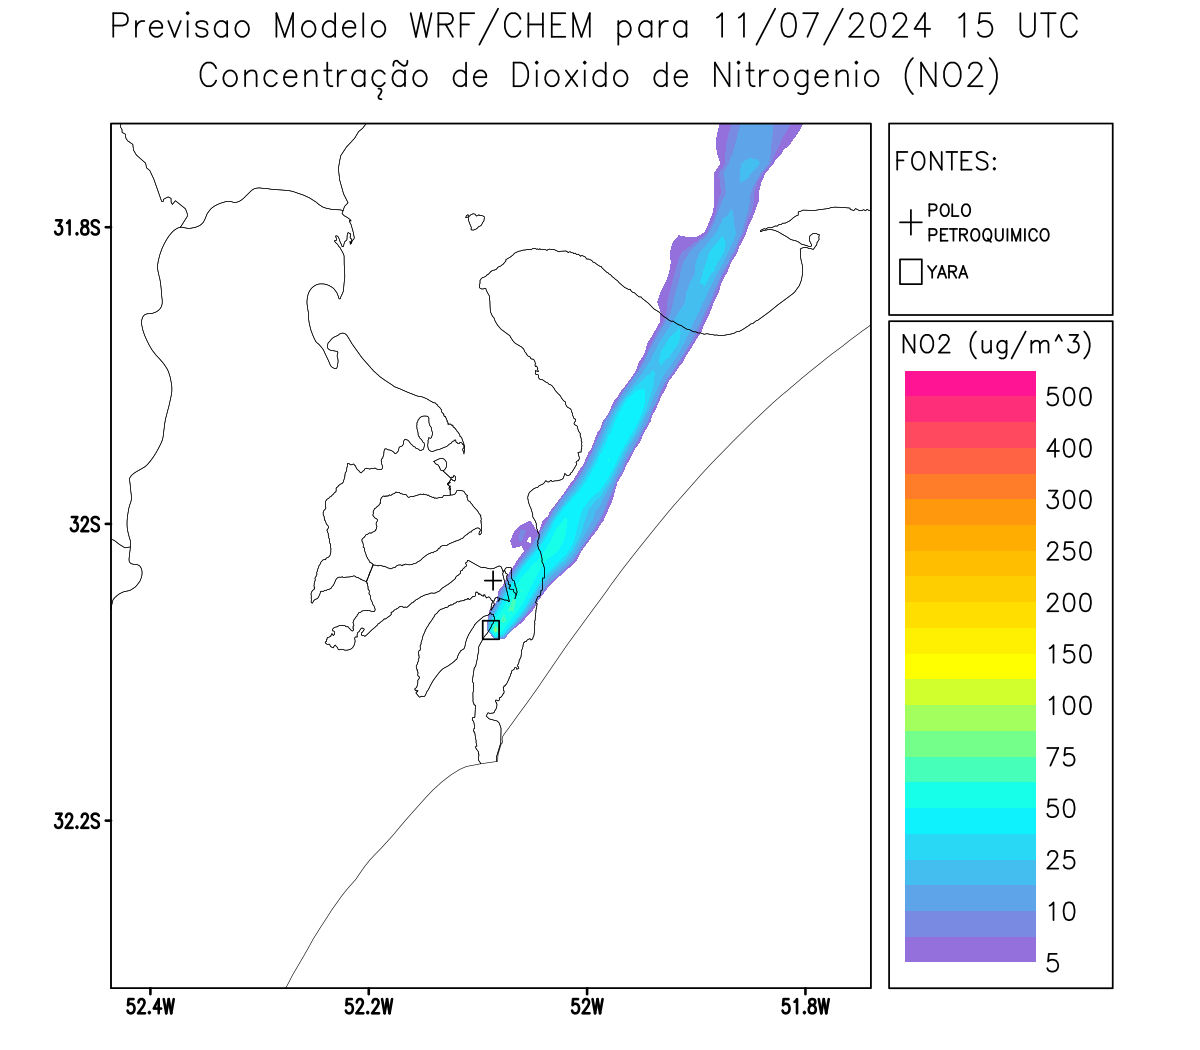 Previsao Modelo WRF/CHEM para 11/07/2024 15 UTC
Concentração de Dioxido de Nitrogenio (NO2)
FONTES:
POLO
PETROQUIMICO
YARA
31.8S
32S
32.2S
52.4W
52.2W
52W
51.8W
NO2 (ug/m^3)
500
400
300
250
200
150
100
75
50
25
10
5